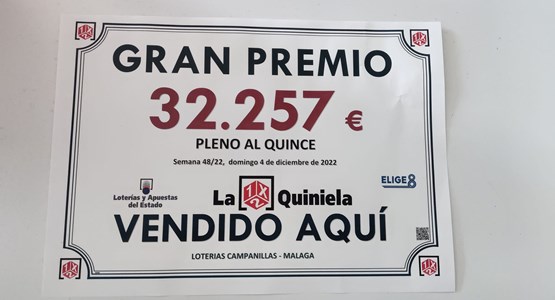 GRAN PREMIO
32.257 €
PLENO AL QUINCE
Semana 48/22, domingo 4 de diciembre de 2022
Loterías y Apuestas
del Estado
La 1X2 Quiniela
ELIGE8
VENDIDO AQUÍ
LOTERIAS CAMPANILLAS - MALAGA